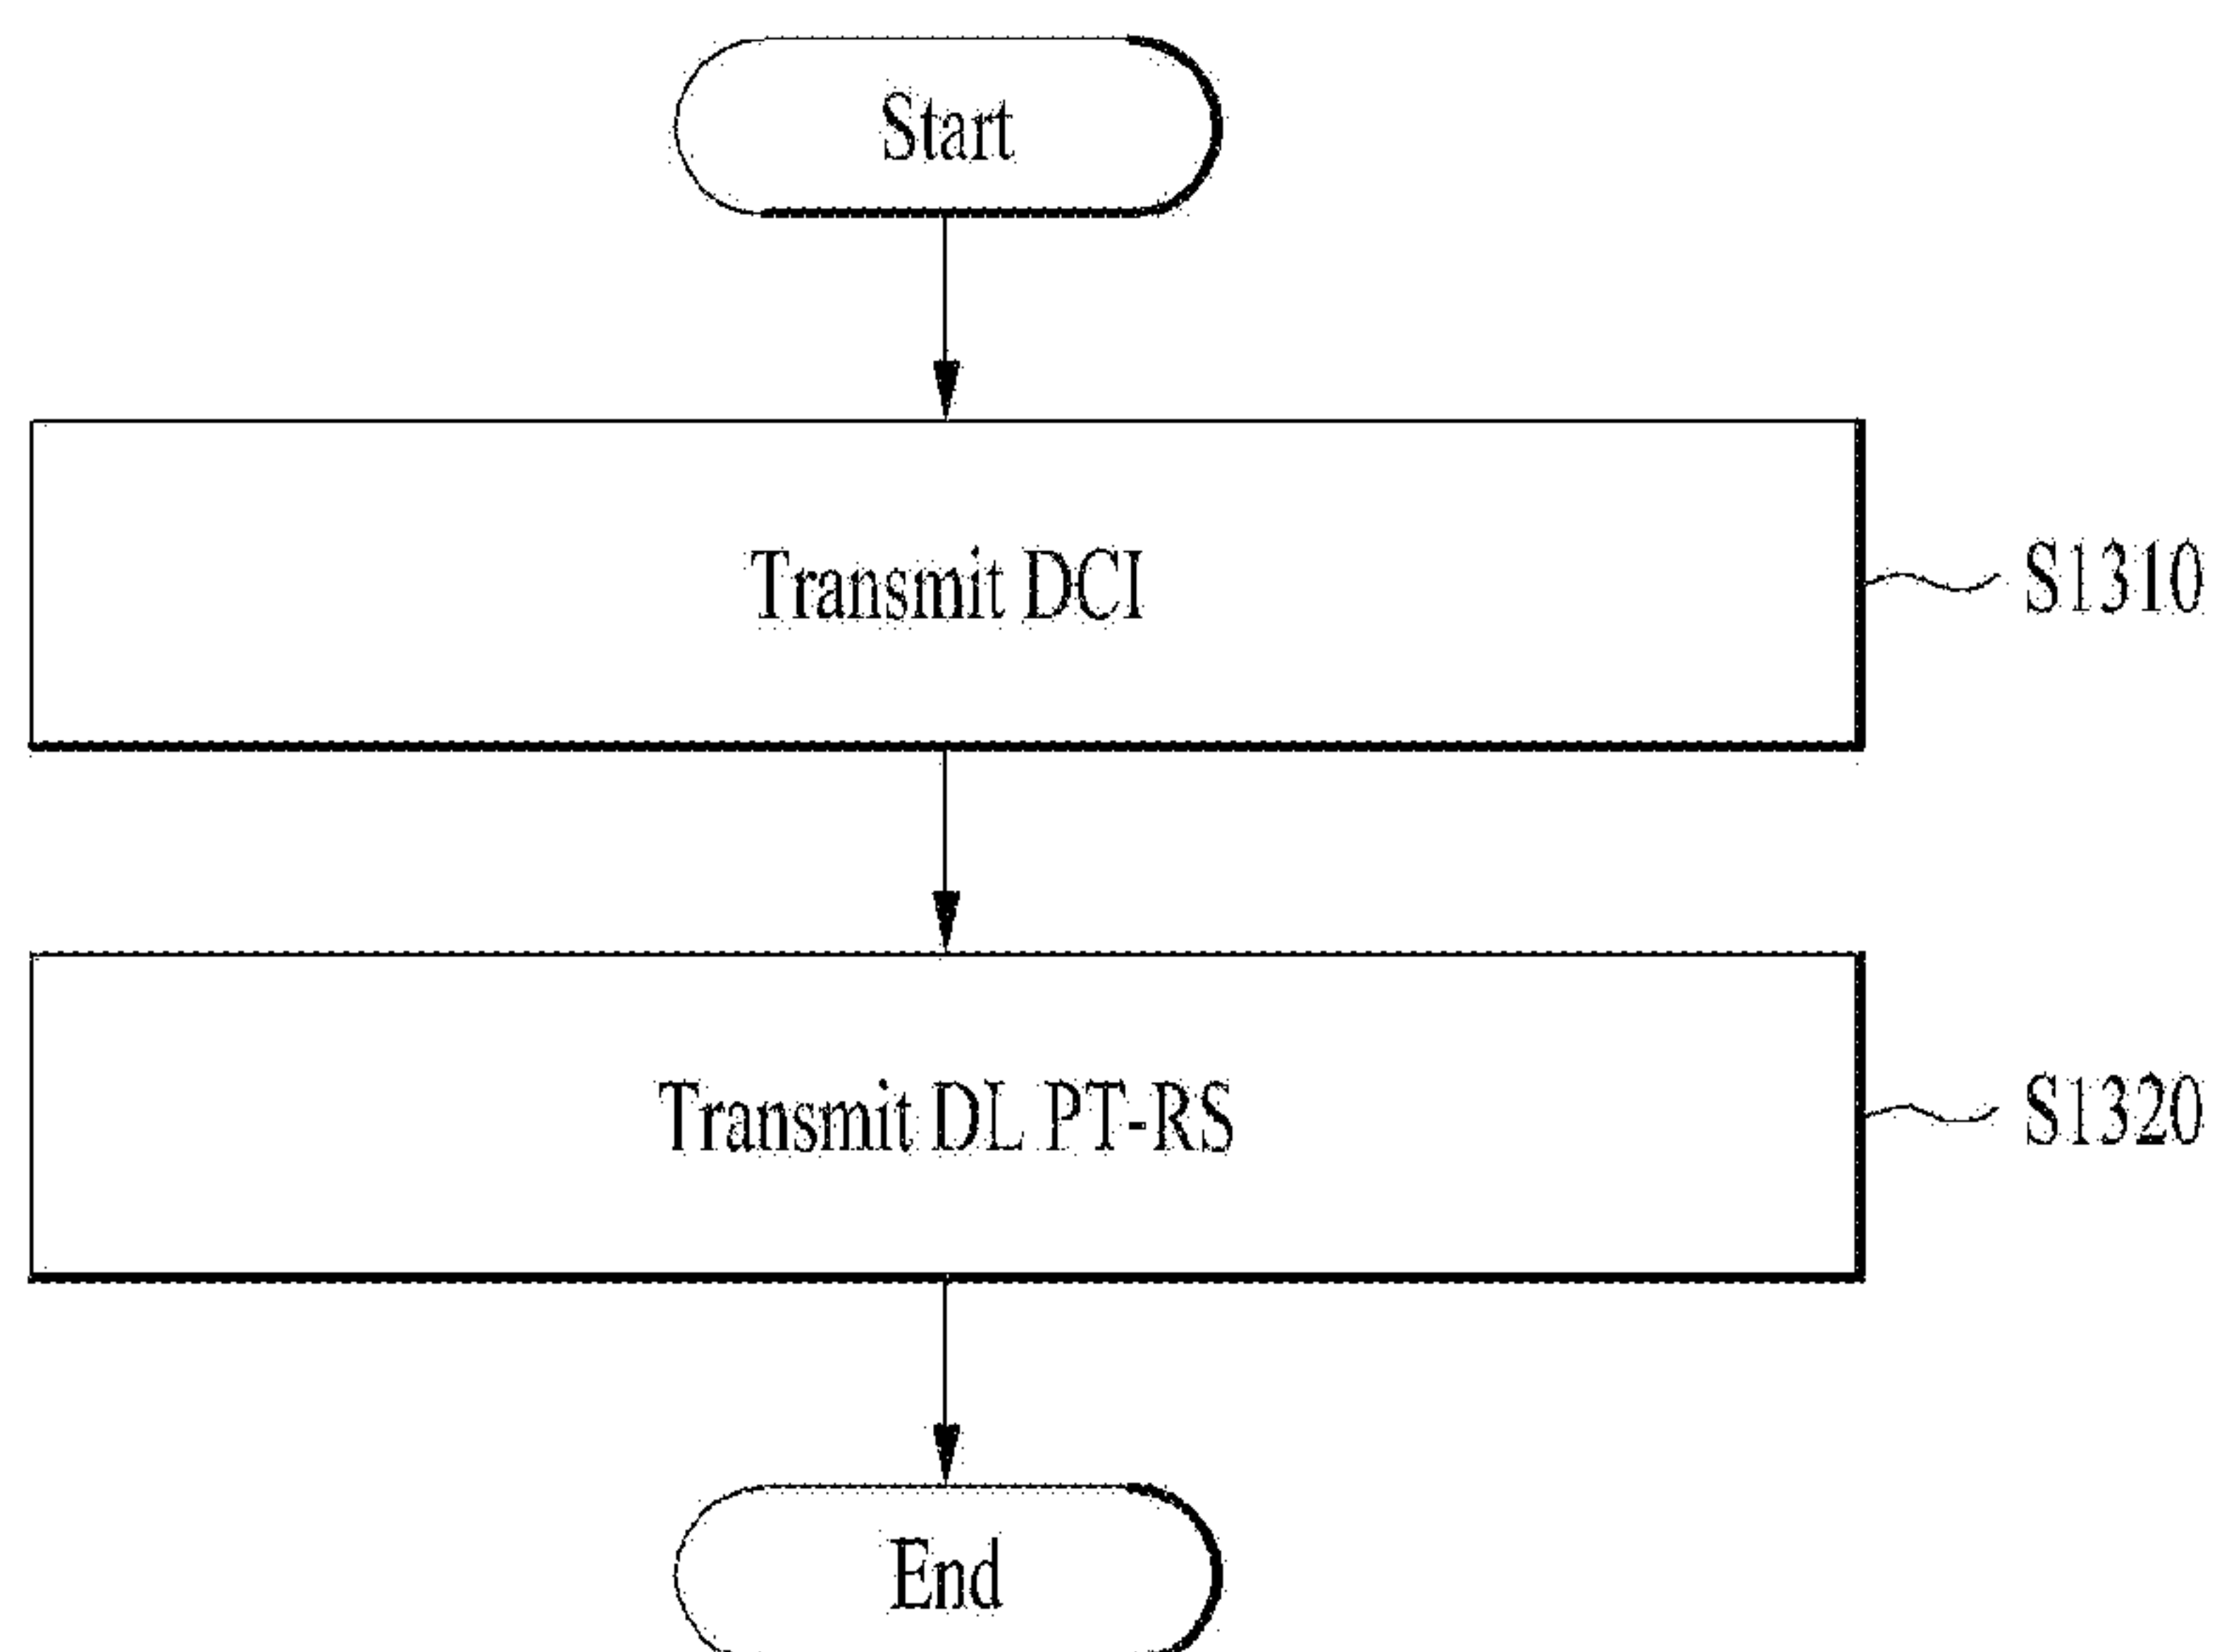 Start
Transmit DCI
S1310
Transmit DL PT-RS
S1320
End